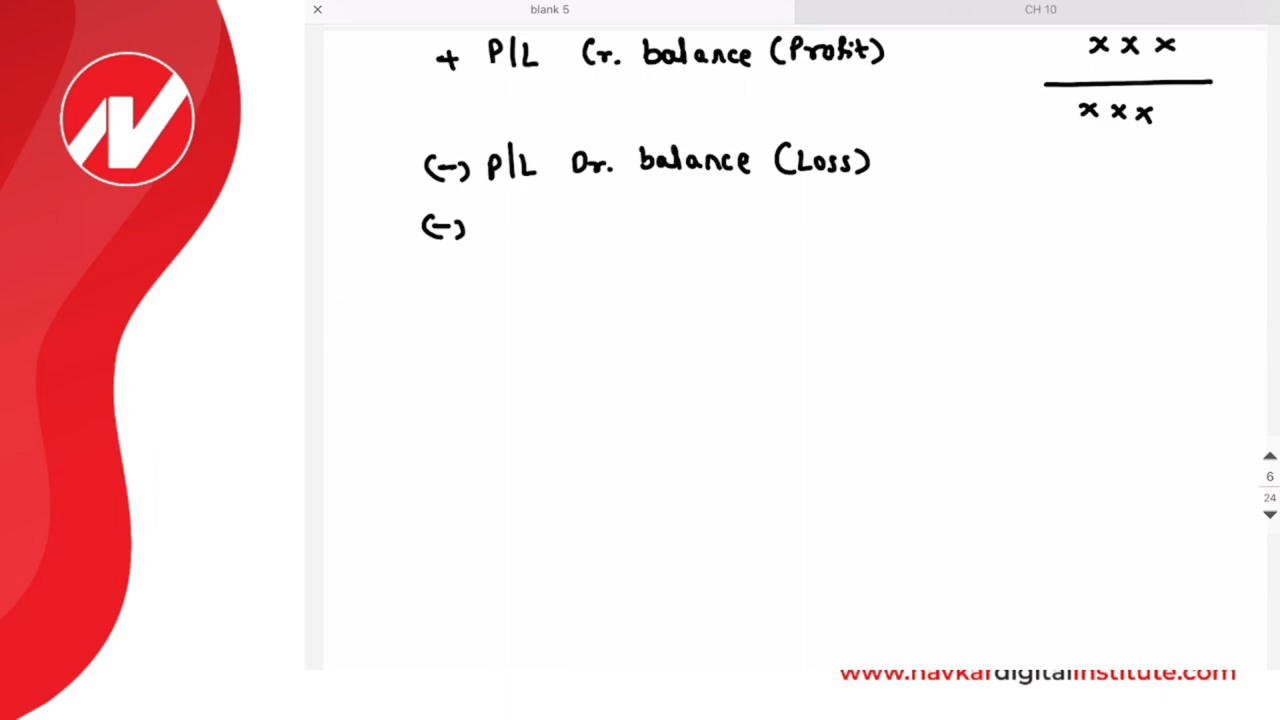 blank 5
CH 10
+ P/L Cr. balance (Profit) x x x
x x x
(-) P/L Dr. balance (Loss)
(-)
6
24
www.navkardigitalinstitute.com